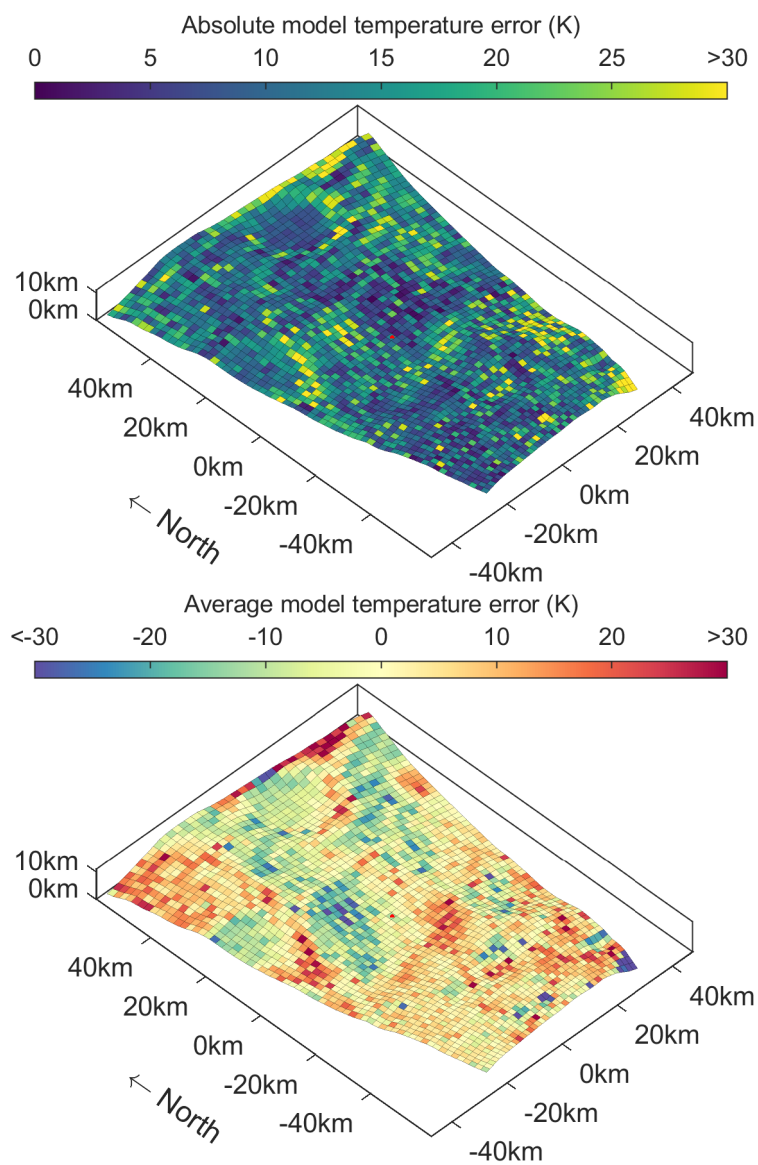 Absolute model temperature error (K)
0 5 10 15 20 25 >30
10km
0km
40km
20km
0km
-20km
-40km
40km
20km
0km
-20km
-40km
← North
Average model temperature error (K)
<-30 -20 -10 0 10 20 >30
10km
0km
40km
20km
0km
-20km
-40km
40km
20km
0km
-20km
-40km
← North